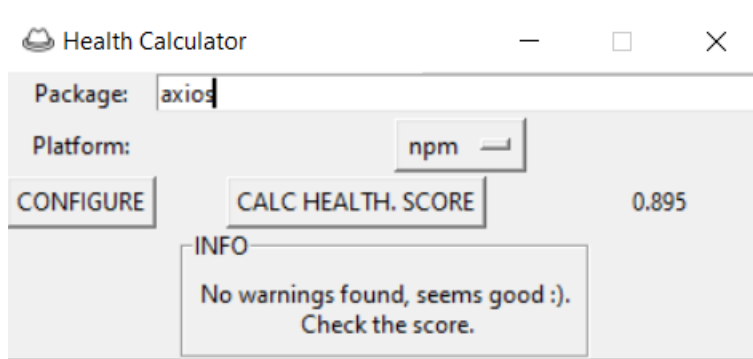 Health Calculator
Package: axios
Platform: npm
CONFIGURE CALC HEALTH. SCORE 0.895
INFO
No warnings found, seems good :).
Check the score.